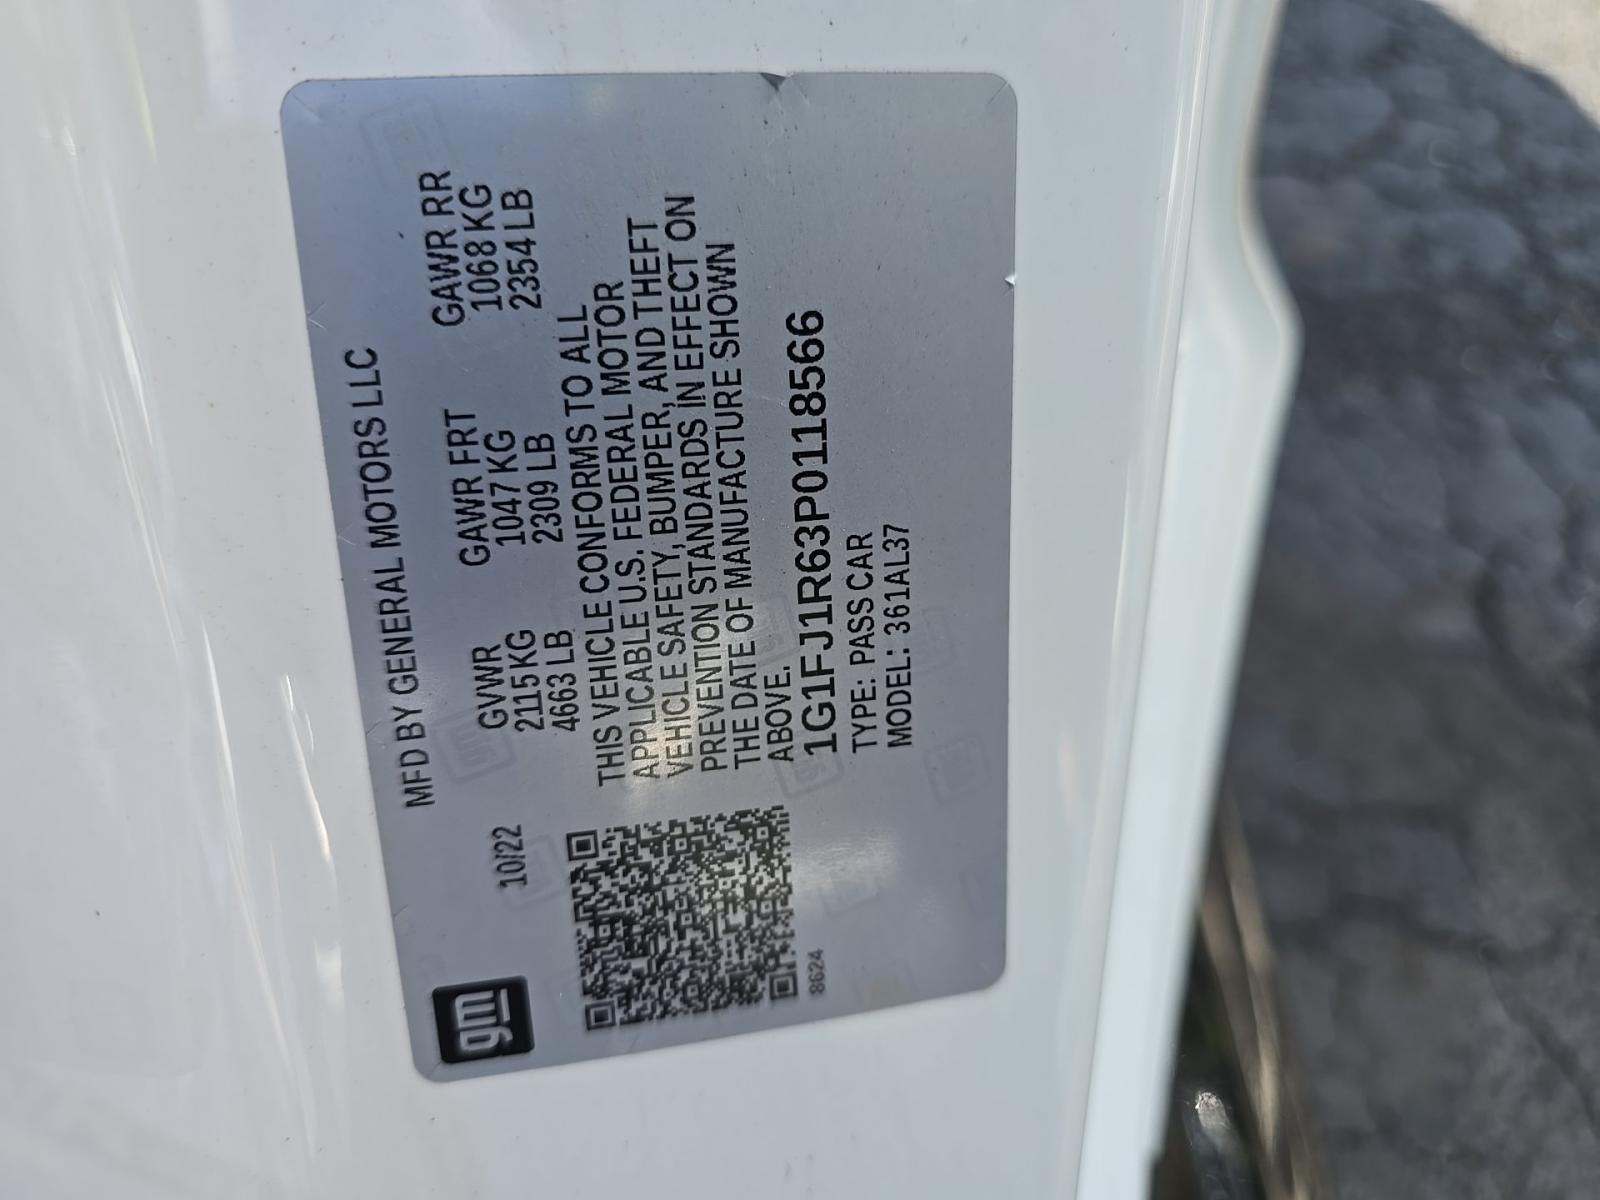 gm
MFD BY GENERAL MOTORS LLC
10/22
GVWR GAWR FRT GAWR RR
2115 KG 1047 KG 1068 KG
4663 LB 2309 LB 2354 LB
THIS VEHICLE CONFORMS TO ALL
APPLICABLE U.S. FEDERAL MOTOR
VEHICLE SAFETY, BUMPER, AND THEFT
PREVENTION STANDARDS IN EFFECT ON
THE DATE OF MANUFACTURE SHOWN
ABOVE.
1G1FJ1R63P0118566
TYPE: PASS CAR
MODEL: 361AL37
8624